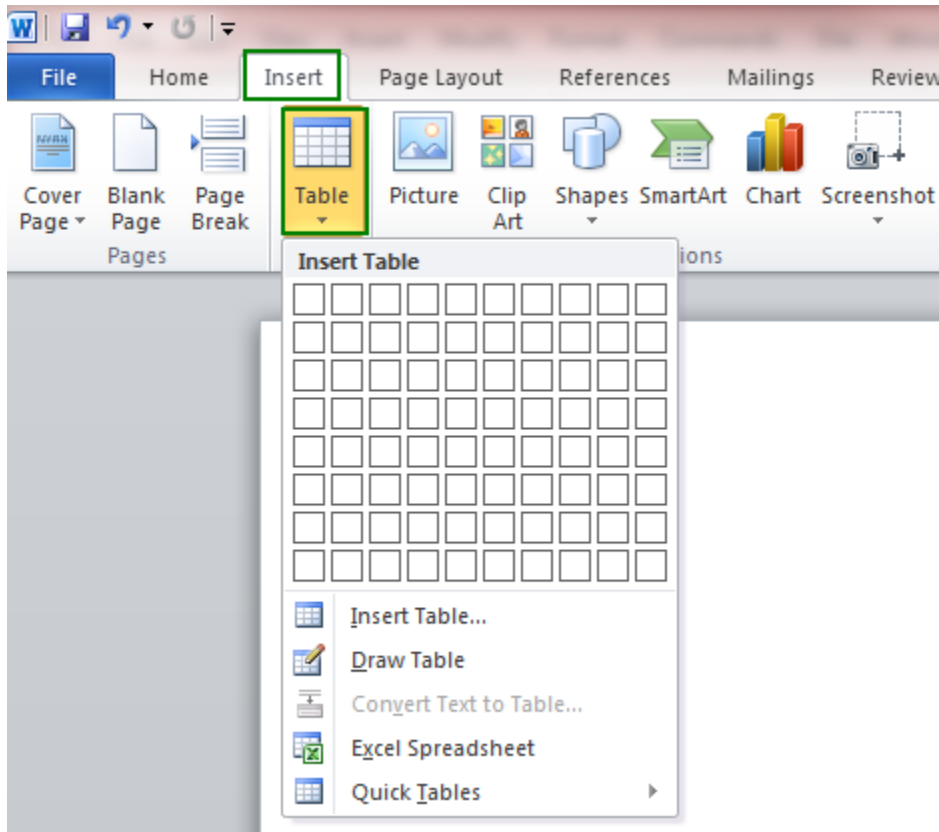 W
File Home Insert Page Layout References Mailings Review
Cover Page Blank Page Page Break Table Picture Clip Art Shapes SmartArt Chart Screenshot
Pages ions
Insert Table
Insert Table...
Draw Table
Convert Text to Table...
Excel Spreadsheet
Quick Tables